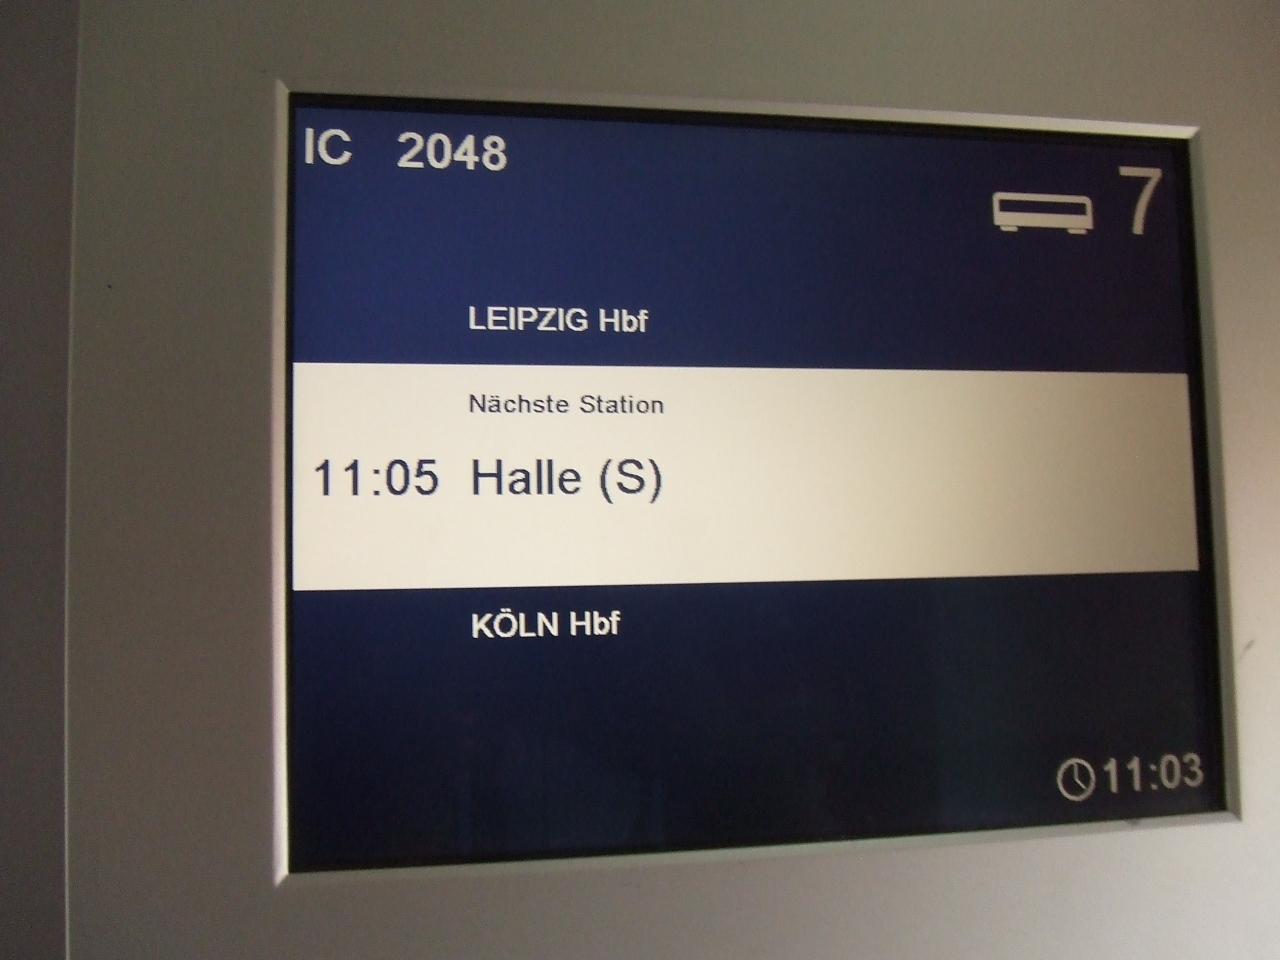 IC 2048
7
LEIPZIG Hbf
Nächste Station
11:05 Halle (S)
KÖLN Hbf
11:03